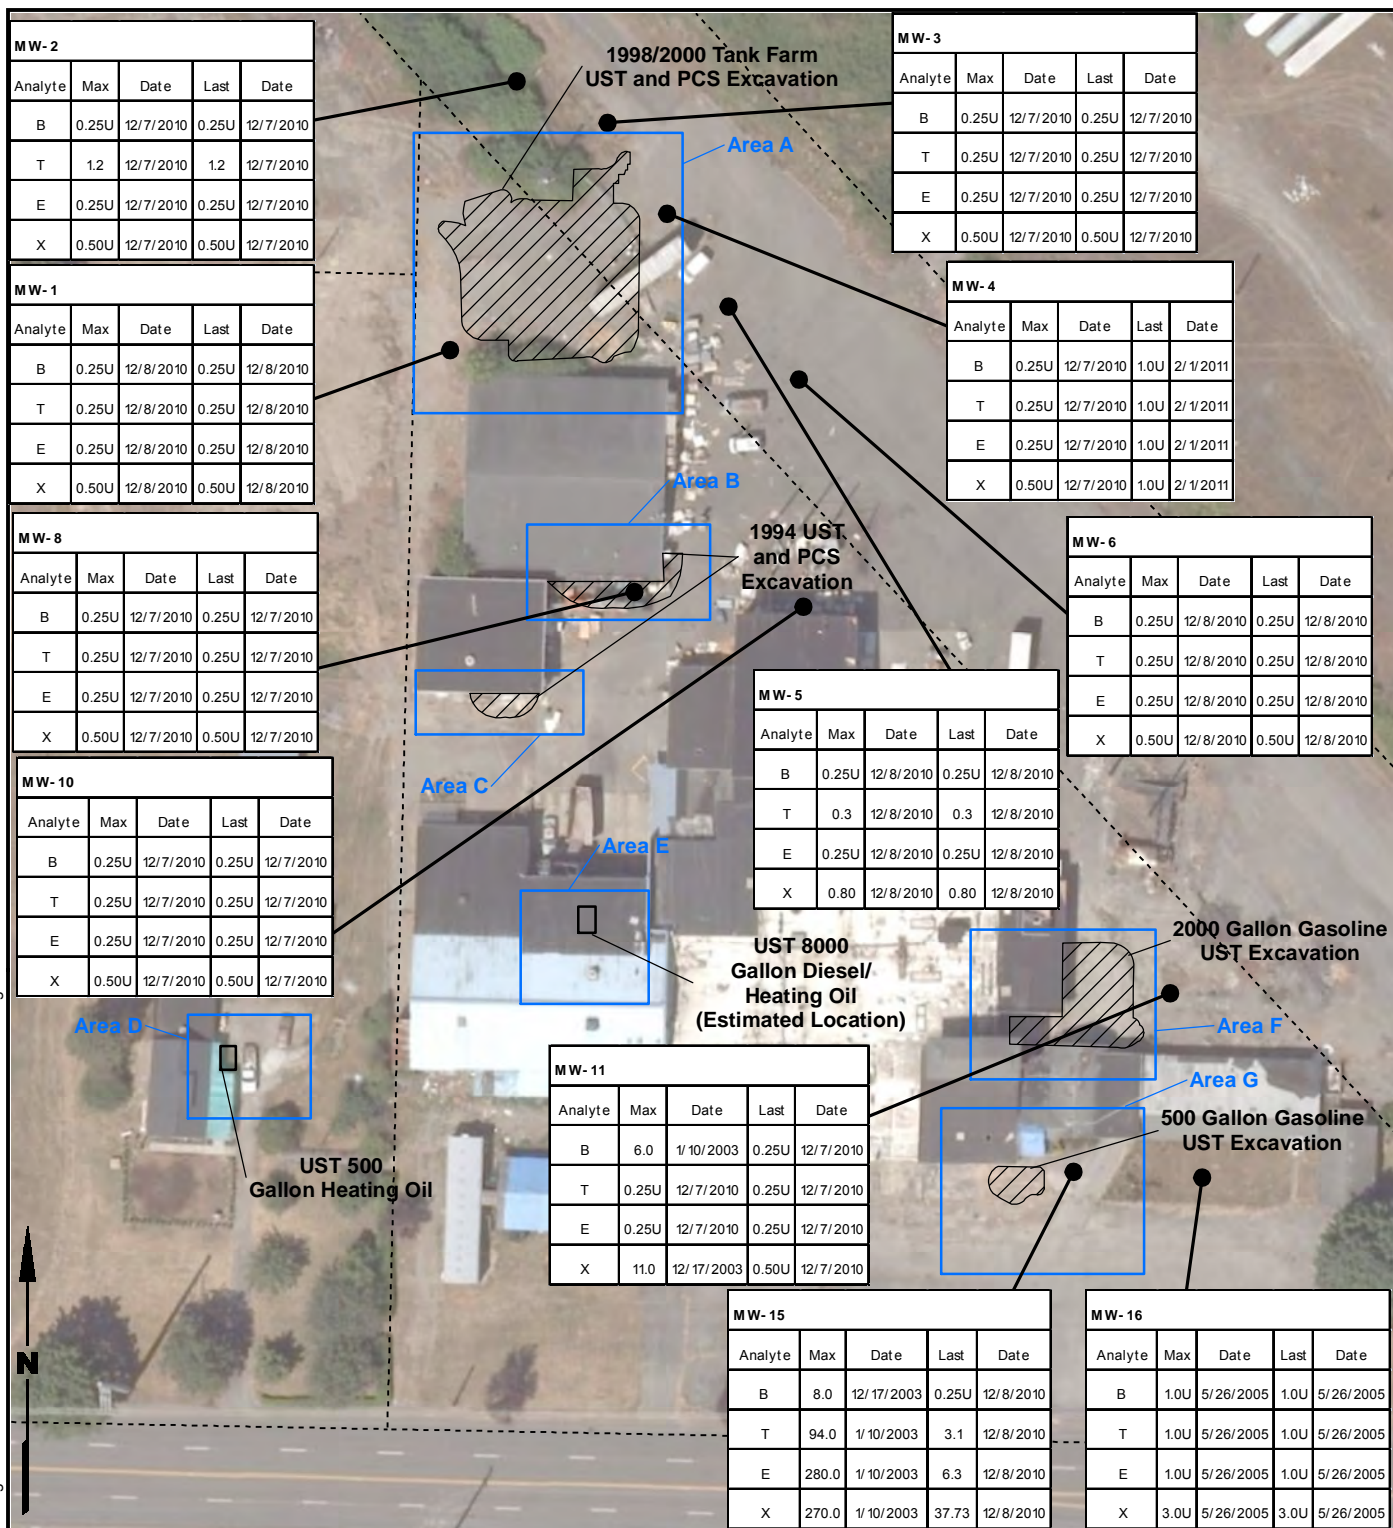 MW-2
Analyte Max Date Last Date
B 0.25U 12/7/2010 0.25U 12/7/2010
T 1.2 12/7/2010 1.2 12/7/2010
E 0.25U 12/7/2010 0.25U 12/7/2010
X 0.50U 12/7/2010 0.50U 12/7/2010
1998/2000 Tank Farm
UST and PCS Excavation
MW-3
Analyte Max Date Last Date
B 0.25U 12/7/2010 0.25U 12/7/2010
T 0.25U 12/7/2010 0.25U 12/7/2010
E 0.25U 12/7/2010 0.25U 12/7/2010
X 0.50U 12/7/2010 0.50U 12/7/2010
Area A
MW-1
Analyte Max Date Last Date
B 0.25U 12/8/2010 0.25U 12/8/2010
T 0.25U 12/8/2010 0.25U 12/8/2010
E 0.25U 12/8/2010 0.25U 12/8/2010
X 0.50U 12/8/2010 0.50U 12/8/2010
MW-4
Analyte Max Date Last Date
B 0.25U 12/7/2010 1.0U 2/1/2011
T 0.25U 12/7/2010 1.0U 2/1/2011
E 0.25U 12/7/2010 1.0U 2/1/2011
X 0.50U 12/7/2010 1.0U 2/1/2011
Area B
1994 UST
and PCS
Excavation
MW-8
Analyte Max Date Last Date
B 0.25U 12/7/2010 0.25U 12/7/2010
T 0.25U 12/7/2010 0.25U 12/7/2010
E 0.25U 12/7/2010 0.25U 12/7/2010
X 0.50U 12/7/2010 0.50U 12/7/2010
MW-6
Analyte Max Date Last Date
B 0.25U 12/8/2010 0.25U 12/8/2010
T 0.25U 12/8/2010 0.25U 12/8/2010
E 0.25U 12/8/2010 0.25U 12/8/2010
X 0.50U 12/8/2010 0.50U 12/8/2010
MW-5
Analyte Max Date Last Date
B 0.25U 12/8/2010 0.25U 12/8/2010
T 0.3 12/8/2010 0.3 12/8/2010
E 0.25U 12/8/2010 0.25U 12/8/2010
X 0.80 12/8/2010 0.80 12/8/2010
Area C
MW-10
Analyte Max Date Last Date
B 0.25U 12/7/2010 0.25U 12/7/2010
T 0.25U 12/7/2010 0.25U 12/7/2010
E 0.25U 12/7/2010 0.25U 12/7/2010
X 0.50U 12/7/2010 0.50U 12/7/2010
Area E
UST 8000
Gallon Diesel/
Heating Oil
(Estimated Location)
2000 Gallon Gasoline
UST Excavation
Area F
Area D
UST 500
Gallon Heating Oil
MW-11
Analyte Max Date Last Date
B 6.0 1/10/2003 0.25U 12/7/2010
T 0.25U 12/7/2010 0.25U 12/7/2010
E 0.25U 12/7/2010 0.25U 12/7/2010
X 11.0 12/17/2003 0.50U 12/7/2010
Area G
500 Gallon Gasoline
UST Excavation
N
MW-15
Analyte Max Date Last Date
B 8.0 12/17/2003 0.25U 12/8/2010
T 94.0 1/10/2003 3.1 12/8/2010
E 280.0 1/10/2003 6.3 12/8/2010
X 270.0 1/10/2003 37.73 12/8/2010
MW-16
Analyte Max Date Last Date
B 1.0U 5/26/2005 1.0U 5/26/2005
T 1.0U 5/26/2005 1.0U 5/26/2005
E 1.0U 5/26/2005 1.0U 5/26/2005
X 3.0U 5/26/2005 3.0U 5/26/2005